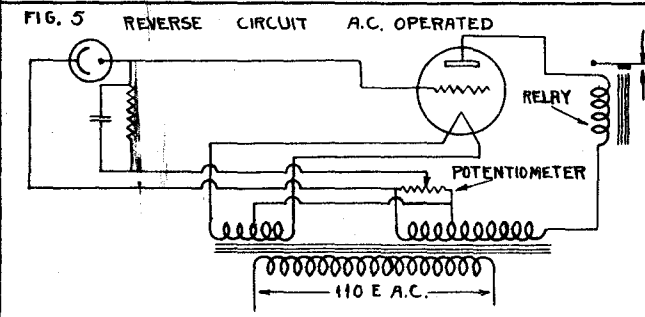 FIG. 5 REVERSE CIRCUIT A.C. OPERATED
RELAY
POTENTIOMETER
110 E A.C.